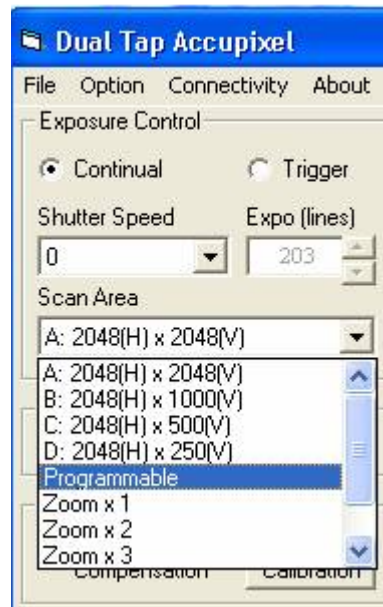 Dual Tap Accupixel
File Option Connectivity About
Exposure Control
Continual Trigger
Shutter Speed Expo (lines)
0 203
Scan Area
A: 2048(H) x 2048(V)
A: 2048(H) x 2048(V)
B: 2048(H) x 1000(V)
C: 2048(H) x 500(V)
D: 2048(H) x 250(V)
Programmable
Zoom x 1
Zoom x 2
Zoom x 3
Compensation Calibration